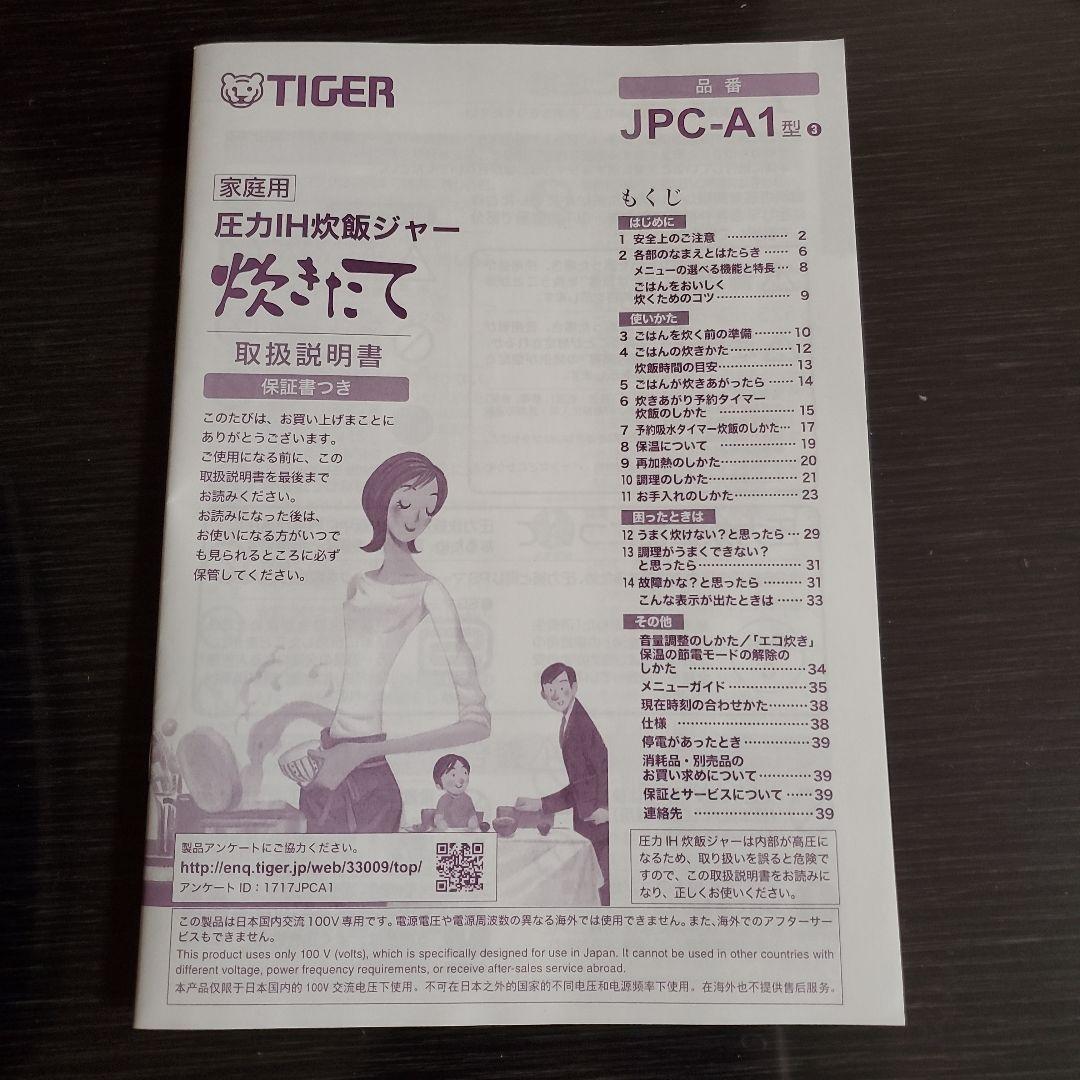 TIGER
品番
JPC-A1型 3
家庭用
圧力IH炊飯ジャー
炊きたて
取扱説明書
保証書つき
このたびは、お買い上げまことに
ありがとうございます。
ご使用になる前に、この
取扱説明書を最後まで
お読みください。
お読みになった後は、
お使いになる方がいつで
も見られるところに必ず
保管してください。
もくじ
はじめに
1 安全上のご注意 …………… 2
2 各部のなまえとはたらき …… 6
メニューの選べる機能と特長… 8
ごはんをおいしく
炊くためのコツ……………… 9
使いかた
3 ごはんを炊く前の準備………10
4 ごはんの炊きかた……………12
炊飯時間の目安………………13
5 ごはんが炊きあがったら ……14
6 炊きあがり予約タイマー
炊飯のしかた ………………15
7 予約吸水タイマー炊飯のしかた… 17
8 保温について ………………19
9 再加熱のしかた………………20
10 調理のしかた…………………21
11 お手入れのしかた……………23
困ったときは
12 うまく炊けない?と思ったら …29
13 調理がうまくできない?
と思ったら……………………31
14 故障かな?と思ったら ………31
こんな表示が出たときは ……33
その他
音量調整のしかた/「エコ炊き」
保温の節電モードの解除の
しかた ………………………34
メニューガイド………………35
現在時刻の合わせかた………38
仕様 …………………………38
停電があったとき……………39
消耗品・別売品の
お買い求めについて…………39
保証とサービスについて ……39
連絡先 ………………………39
製品アンケートにご協力ください。
http://enq.tiger.jp/web/33009/top/
アンケートID:1717JPCA1
圧力IH炊飯ジャーは内部が高圧に
なるため、取り扱いを誤ると危険で
すので、この取扱説明書をお読みに
なり、正しくお使いください。
この製品は日本国内交流100V専用です。電源電圧や電源周波数の異なる海外では使用できません。また、海外でのアフターサー
ビスもできません。
This product uses only 100 V (volts), which is specifically designed for use in Japan. It cannot be used in other countries with
different voltage, power frequency requirements, or receive after-sales service abroad.
本产品仅限于日本国内的 100V 交流电压下使用。不可在日本之外的国家的不同电压和电源频率下使用。在海外也不提供售后服务。